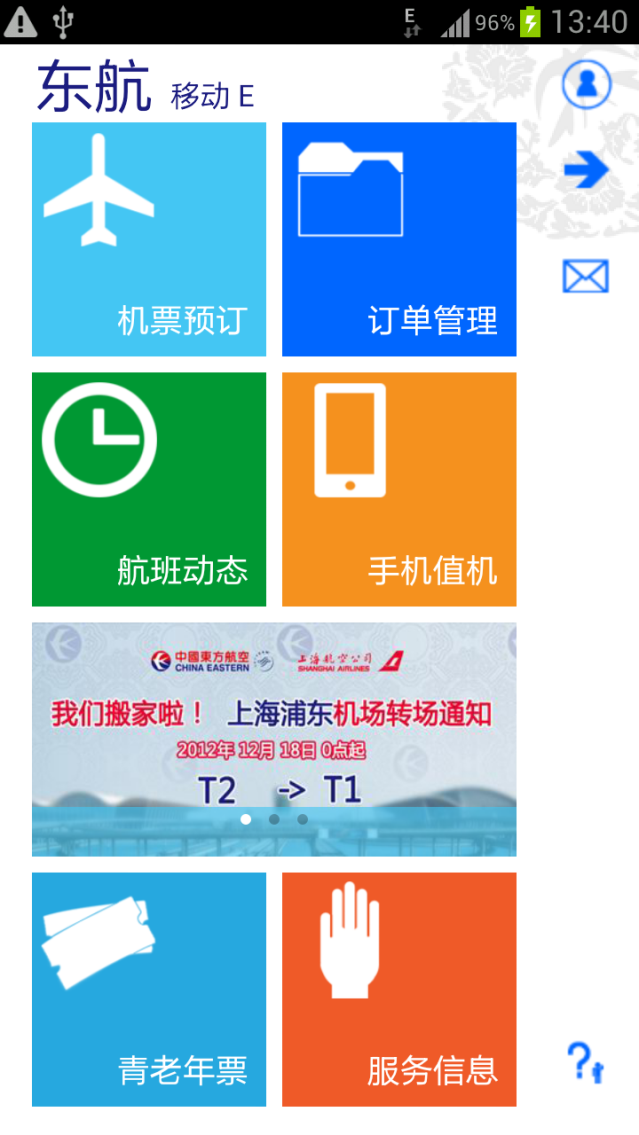 E
96%
13:40
东航 移动 E
机票预订
订单管理
航班动态
手机值机
中國東方航空
CHINA EASTERN
上海航空公司
SHANGHAI AIRLINES
我们搬家啦！ 上海浦东机场转场通知
2012年 12月 18日 0点起
T2 -> T1
青老年票
服务信息
?